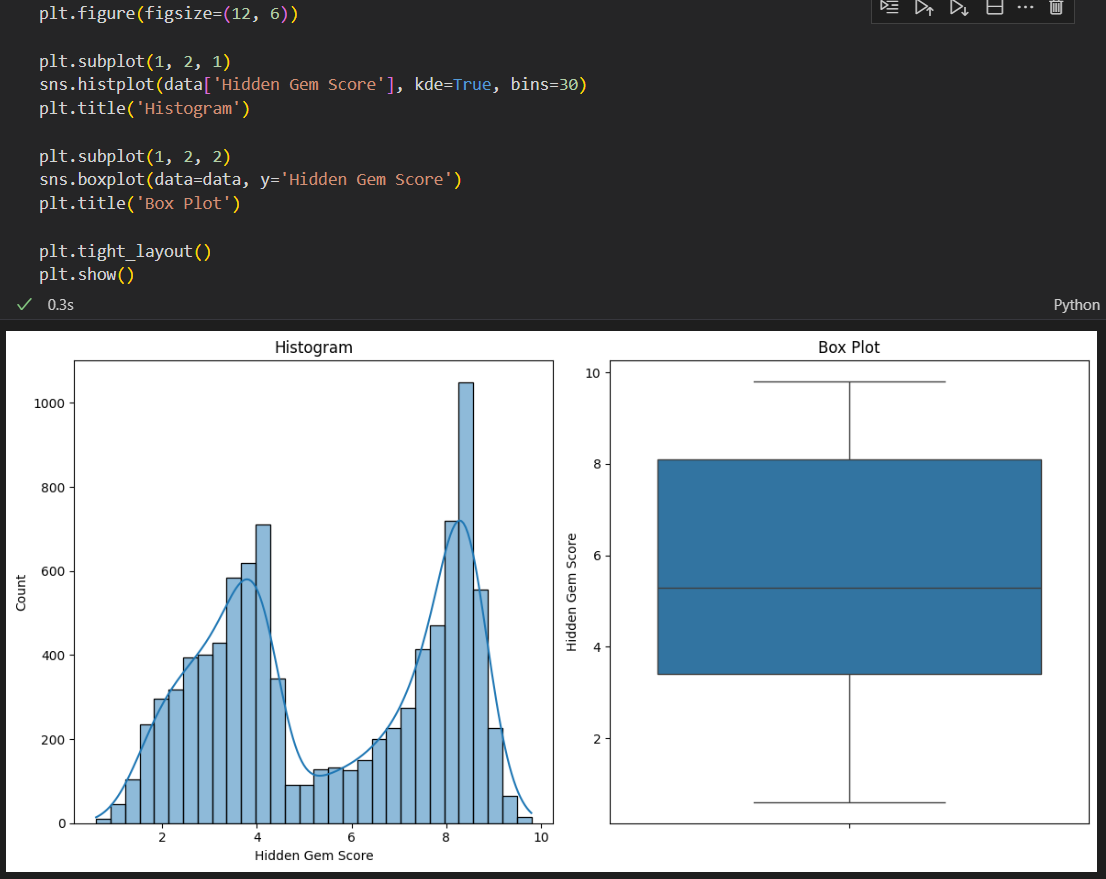 plt.figure(figsize=(12, 6))
plt.subplot(1, 2, 1)
sns.histplot(data['Hidden Gem Score'], kde=True, bins=30)
plt.title('Histogram')
plt.subplot(1, 2, 2)
sns.boxplot(data=data, y='Hidden Gem Score')
plt.title('Box Plot')
plt.tight_layout()
plt.show()
0.3s
Python
Histogram
Count
1000
800
600
400
200
0
2 4 6 8 10
Hidden Gem Score
Box Plot
Hidden Gem Score
10
8
6
4
2